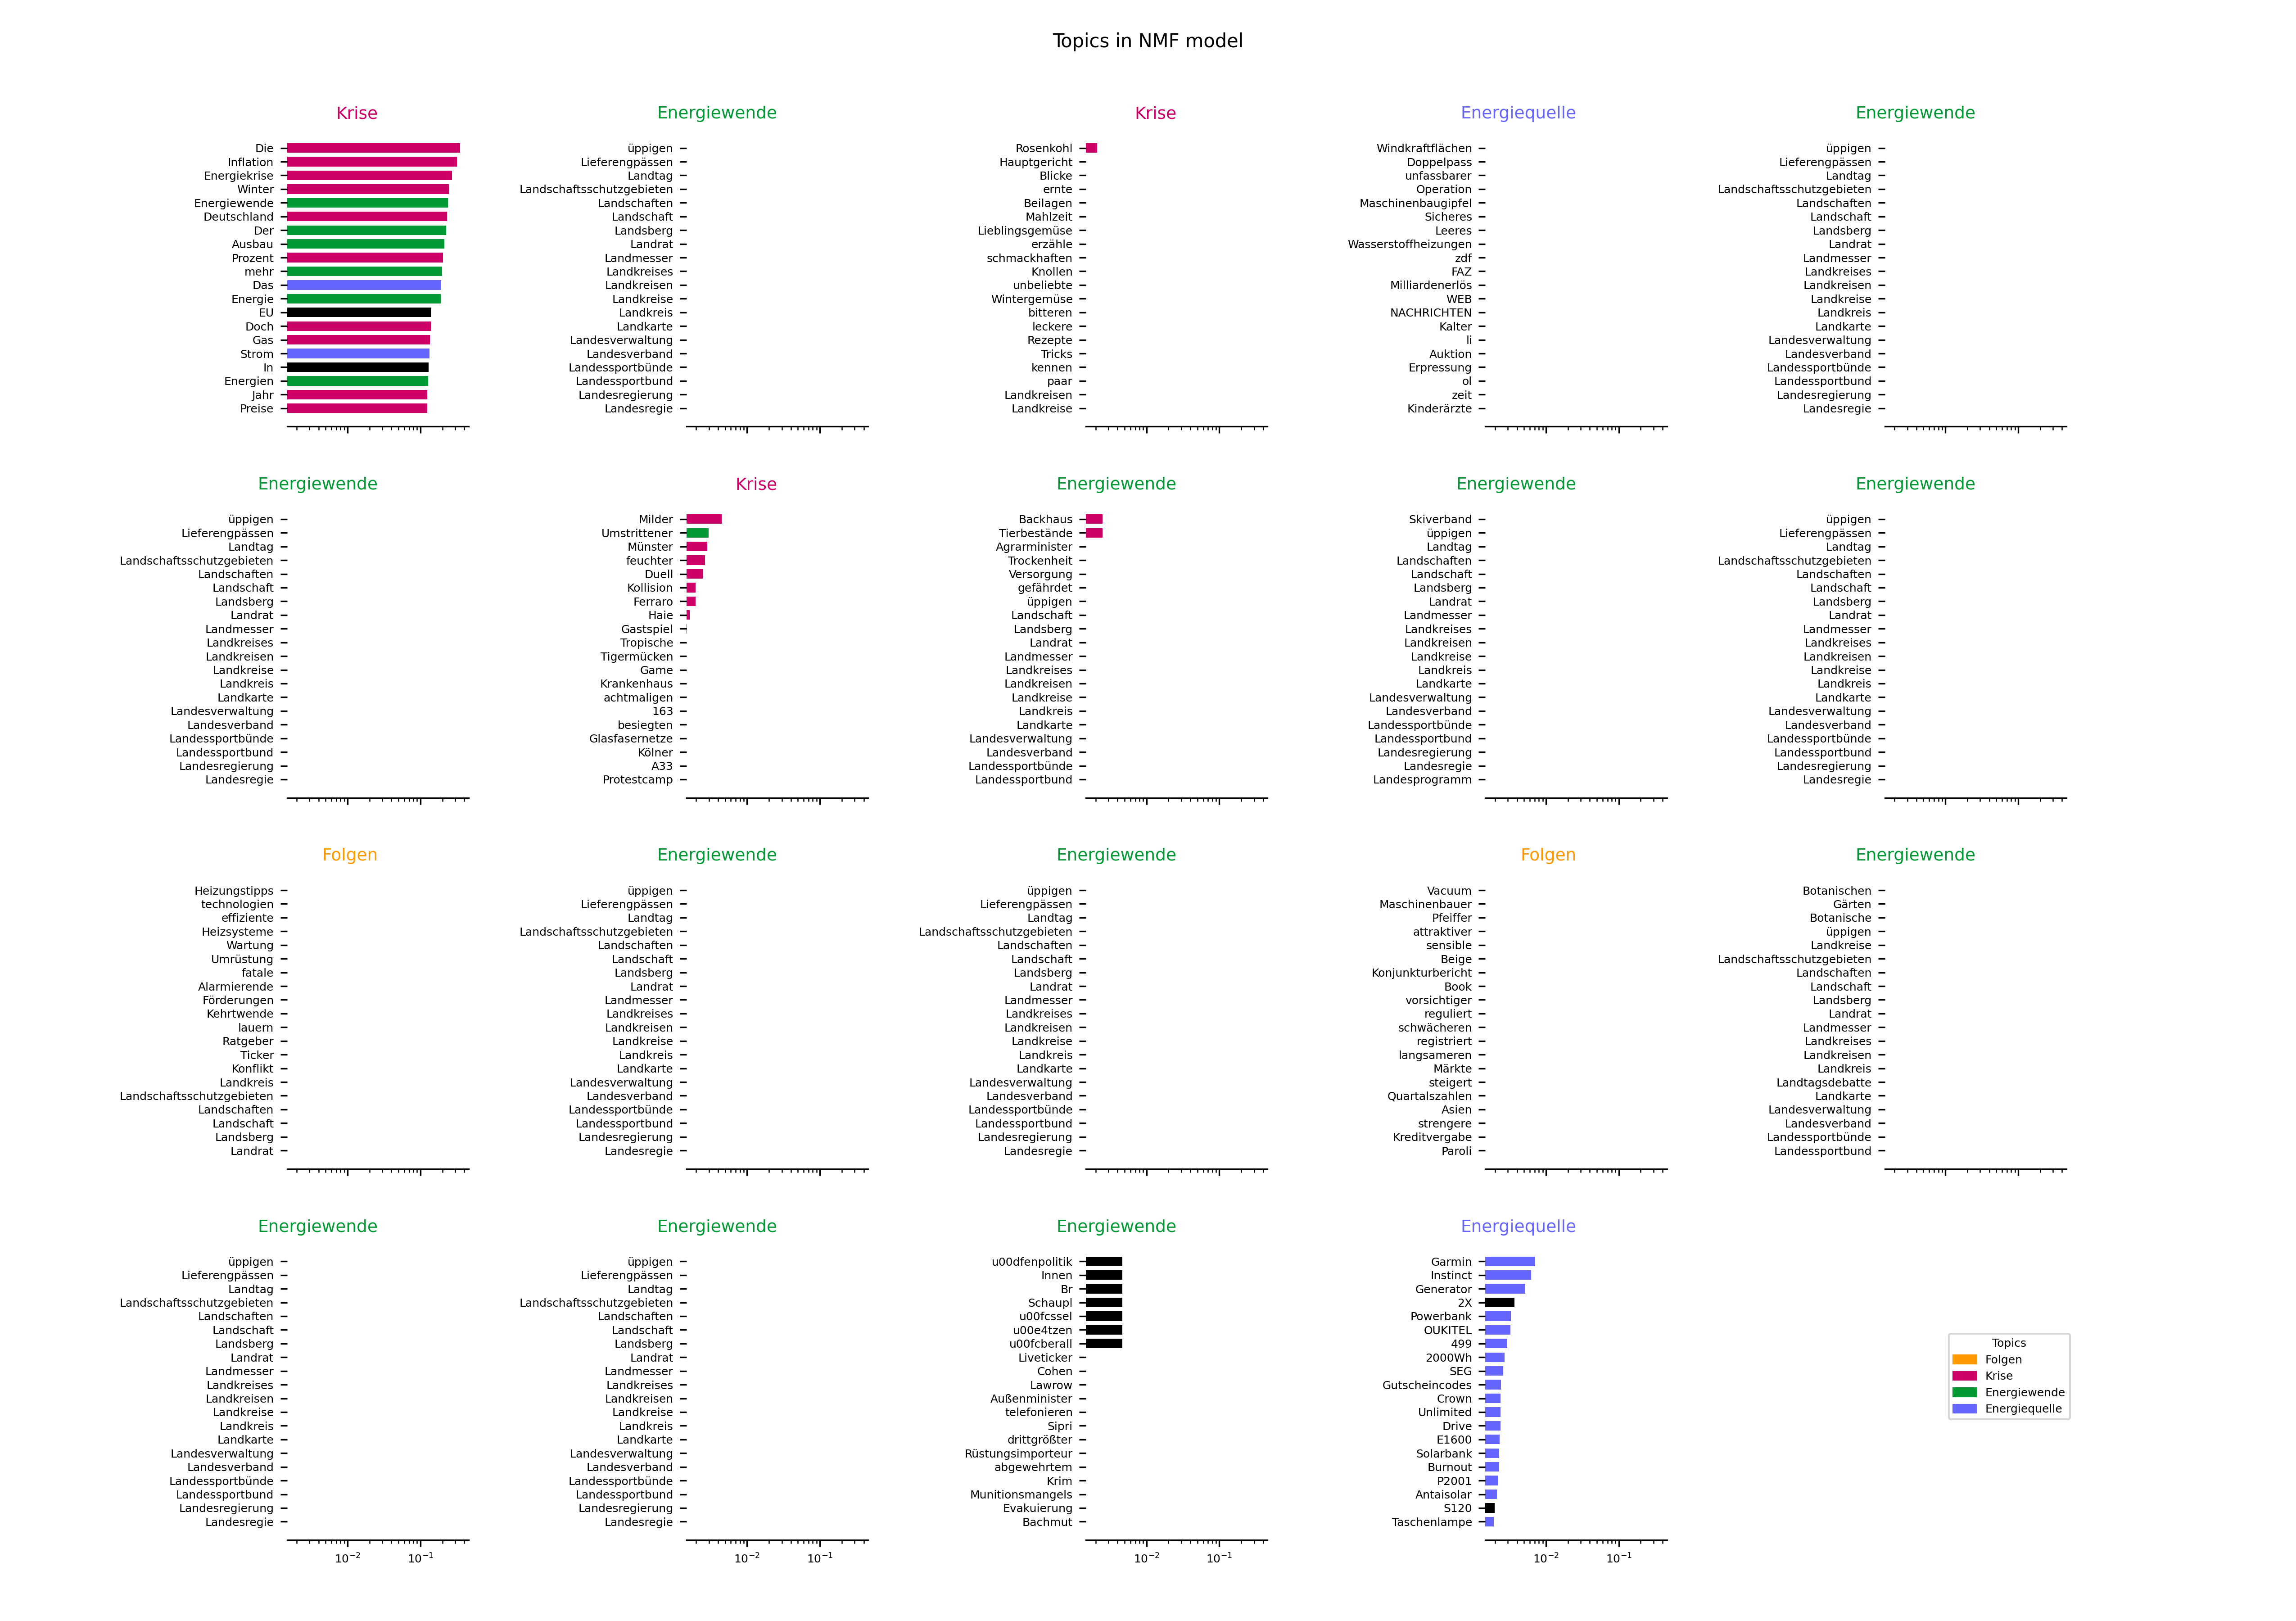 Topics in NMF model
Krise
Die
Inflation
Energiekrise
Winter
Energiewende
Deutschland
Der
Ausbau
Prozent
mehr
Das
Energie
EU
Doch
Gas
Strom
In
Energien
Jahr
Preise
Energiewende
üppigen
Lieferengpässen
Landtag
Landschaftsschutzgebieten
Landschaften
Landschaft
Landsberg
Landrat
Landmesser
Landkreises
Landkreisen
Landkreise
Landkreis
Landkarte
Landesverwaltung
Landesverband
Landessportbünde
Landessportbund
Landesregierung
Landesregie
Krise
Rosenkohl
Hauptgericht
Blicke
ernte
Beilagen
Mahlzeit
Lieblingsgemüse
erzähle
schmackhaften
Knollen
unbeliebte
Wintergemüse
bitteren
leckere
Rezepte
Tricks
kennen
paar
Landkreisen
Landkreise
Energiequelle
Windkraftflächen
Doppelpass
unfassbarer
Operation
Maschinenbaugipfel
Sicheres
Leeres
Wasserstoffheizungen
zdf
FAZ
Milliardenerlös
WEB
NACHRICHTEN
Kalter
li
Auktion
Erpressung
ol
zeit
Kinderärzte
Energiewende
üppigen
Lieferengpässen
Landtag
Landschaftsschutzgebieten
Landschaften
Landschaft
Landsberg
Landrat
Landmesser
Landkreises
Landkreisen
Landkreise
Landkreis
Landkarte
Landesverwaltung
Landesverband
Landessportbünde
Landessportbund
Landesregierung
Landesregie
Energiewende
üppigen
Lieferengpässen
Landtag
Landschaftsschutzgebieten
Landschaften
Landschaft
Landsberg
Landrat
Landmesser
Landkreises
Landkreisen
Landkreise
Landkreis
Landkarte
Landesverwaltung
Landesverband
Landessportbünde
Landessportbund
Landesregierung
Landesregie
Krise
Milder
Umstrittener
Münster
feuchter
Duell
Kollision
Ferraro
Haie
Gastspiel
Tropische
Tigermücken
Game
Krankenhaus
achtmaligen
163
besiegten
Glasfasernetze
Kölner
A33
Protestcamp
Energiewende
Backhaus
Tierbestände
Agrarminister
Trockenheit
Versorgung
gefährdet
üppigen
Landschaft
Landsberg
Landrat
Landmesser
Landkreises
Landkreisen
Landkreise
Landkreis
Landkarte
Landesverwaltung
Landesverband
Landessportbünde
Landessportbund
Energiewende
Skiverband
üppigen
Landtag
Landschaften
Landschaft
Landsberg
Landrat
Landmesser
Landkreises
Landkreisen
Landkreise
Landkreis
Landkarte
Landesverwaltung
Landesverband
Landessportbünde
Landessportbund
Landesregierung
Landesregie
Landesprogramm
Energiewende
üppigen
Lieferengpässen
Landtag
Landschaftsschutzgebieten
Landschaften
Landschaft
Landsberg
Landrat
Landmesser
Landkreises
Landkreisen
Landkreise
Landkreis
Landkarte
Landesverwaltung
Landesverband
Landessportbünde
Landessportbund
Landesregierung
Landesregie
Folgen
Heizungstipps
technologien
effiziente
Heizsysteme
Wartung
Umrüstung
fatale
Alarmierende
Förderungen
Kehrtwende
lauern
Ratgeber
Ticker
Konflikt
Landkreis
Landschaftsschutzgebieten
Landschaften
Landschaft
Landsberg
Landrat
Energiewende
üppigen
Lieferengpässen
Landtag
Landschaftsschutzgebieten
Landschaften
Landschaft
Landsberg
Landrat
Landmesser
Landkreises
Landkreisen
Landkreise
Landkreis
Landkarte
Landesverwaltung
Landesverband
Landessportbünde
Landessportbund
Landesregierung
Landesregie
Energiewende
üppigen
Lieferengpässen
Landtag
Landschaftsschutzgebieten
Landschaften
Landschaft
Landsberg
Landrat
Landmesser
Landkreises
Landkreisen
Landkreise
Landkreis
Landkarte
Landesverwaltung
Landesverband
Landessportbünde
Landessportbund
Landesregierung
Landesregie
Folgen
Vacuum
Maschinenbauer
Pfeiffer
attraktiver
sensible
Beige
Konjunkturbericht
Book
vorsichtiger
reguliert
schwächeren
registriert
langsameren
Märkte
steigert
Quartalszahlen
Asien
strengere
Kreditvergabe
Paroli
Energiewende
Botanischen
Gärten
Botanische
üppigen
Landkreise
Landschaftsschutzgebieten
Landschaften
Landschaft
Landsberg
Landrat
Landmesser
Landkreises
Landkreisen
Landkreis
Landtagsdebatte
Landkarte
Landesverwaltung
Landesverband
Landessportbünde
Landessportbund
Energiewende
üppigen
Lieferengpässen
Landtag
Landschaftsschutzgebieten
Landschaften
Landschaft
Landsberg
Landrat
Landmesser
Landkreises
Landkreisen
Landkreise
Landkreis
Landkarte
Landesverwaltung
Landesverband
Landessportbünde
Landessportbund
Landesregierung
Landesregie
10⁻² 10⁻¹
Energiewende
üppigen
Lieferengpässen
Landtag
Landschaftsschutzgebieten
Landschaften
Landschaft
Landsberg
Landrat
Landmesser
Landkreises
Landkreisen
Landkreise
Landkreis
Landkarte
Landesverwaltung
Landesverband
Landessportbünde
Landessportbund
Landesregierung
Landesregie
10⁻² 10⁻¹
Energiewende
u00dfenpolitik
Innen
Br
Schaupl
u00fcssel
u00e4tzen
u00fcberall
Liveticker
Cohen
Lawrow
Außenminister
telefonieren
Sipri
drittgrößter
Rüstungsimporteur
abgewehrtem
Krim
Munitionsmangels
Evakuierung
Bachmut
10⁻² 10⁻¹
Energiequelle
Garmin
Instinct
Generator
2X
Powerbank
OUKITEL
499
2000Wh
SEG
Gutscheincodes
Crown
Unlimited
Drive
E1600
Solarbank
Burnout
P2001
Antaisolar
S120
Taschenlampe
10⁻² 10⁻¹
Topics
Folgen
Krise
Energiewende
Energiequelle